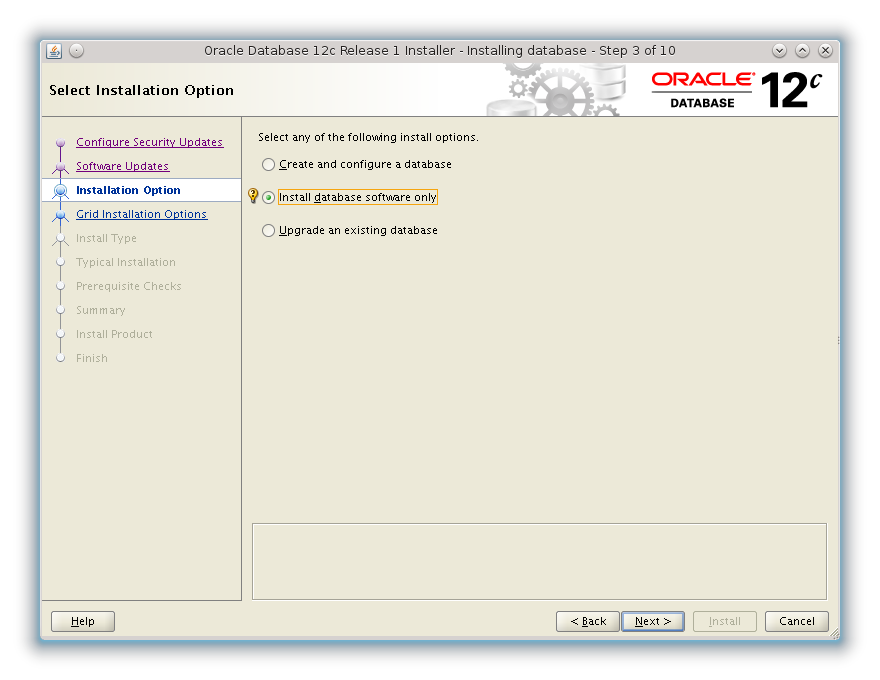 Oracle Database 12c Release 1 Installer - Installing database - Step 3 of 10
Select Installation Option
ORACLE®
DATABASE
12c
Configure Security Updates
Software Updates
Installation Option
Grid Installation Options
Install Type
Typical Installation
Prerequisite Checks
Summary
Install Product
Finish
Select any of the following install options.
Create and configure a database
Install database software only
Upgrade an existing database
Help
< Back
Next >
Install
Cancel